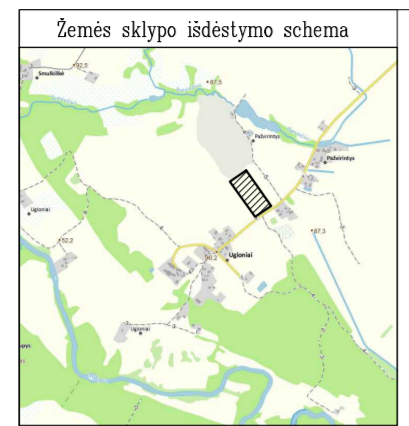 Žemės sklypo išdėstymo schema
92,5
Smulkiškė
87,5
Pažvirintys
Pažvirintys
Ugioniai
52,2
87,3
90,2
Ugioniai
Ugioniai